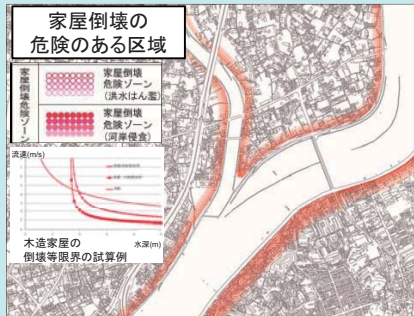 家屋倒壊の
危険のある区域
家屋倒壊危険ゾーン
家屋倒壊
危険ゾーン
(洪水はん濫)
家屋倒壊
危険ゾーン
(河岸侵食)
流速(m/s)
水深(m)
木造家屋の
倒壊等限界の試算例